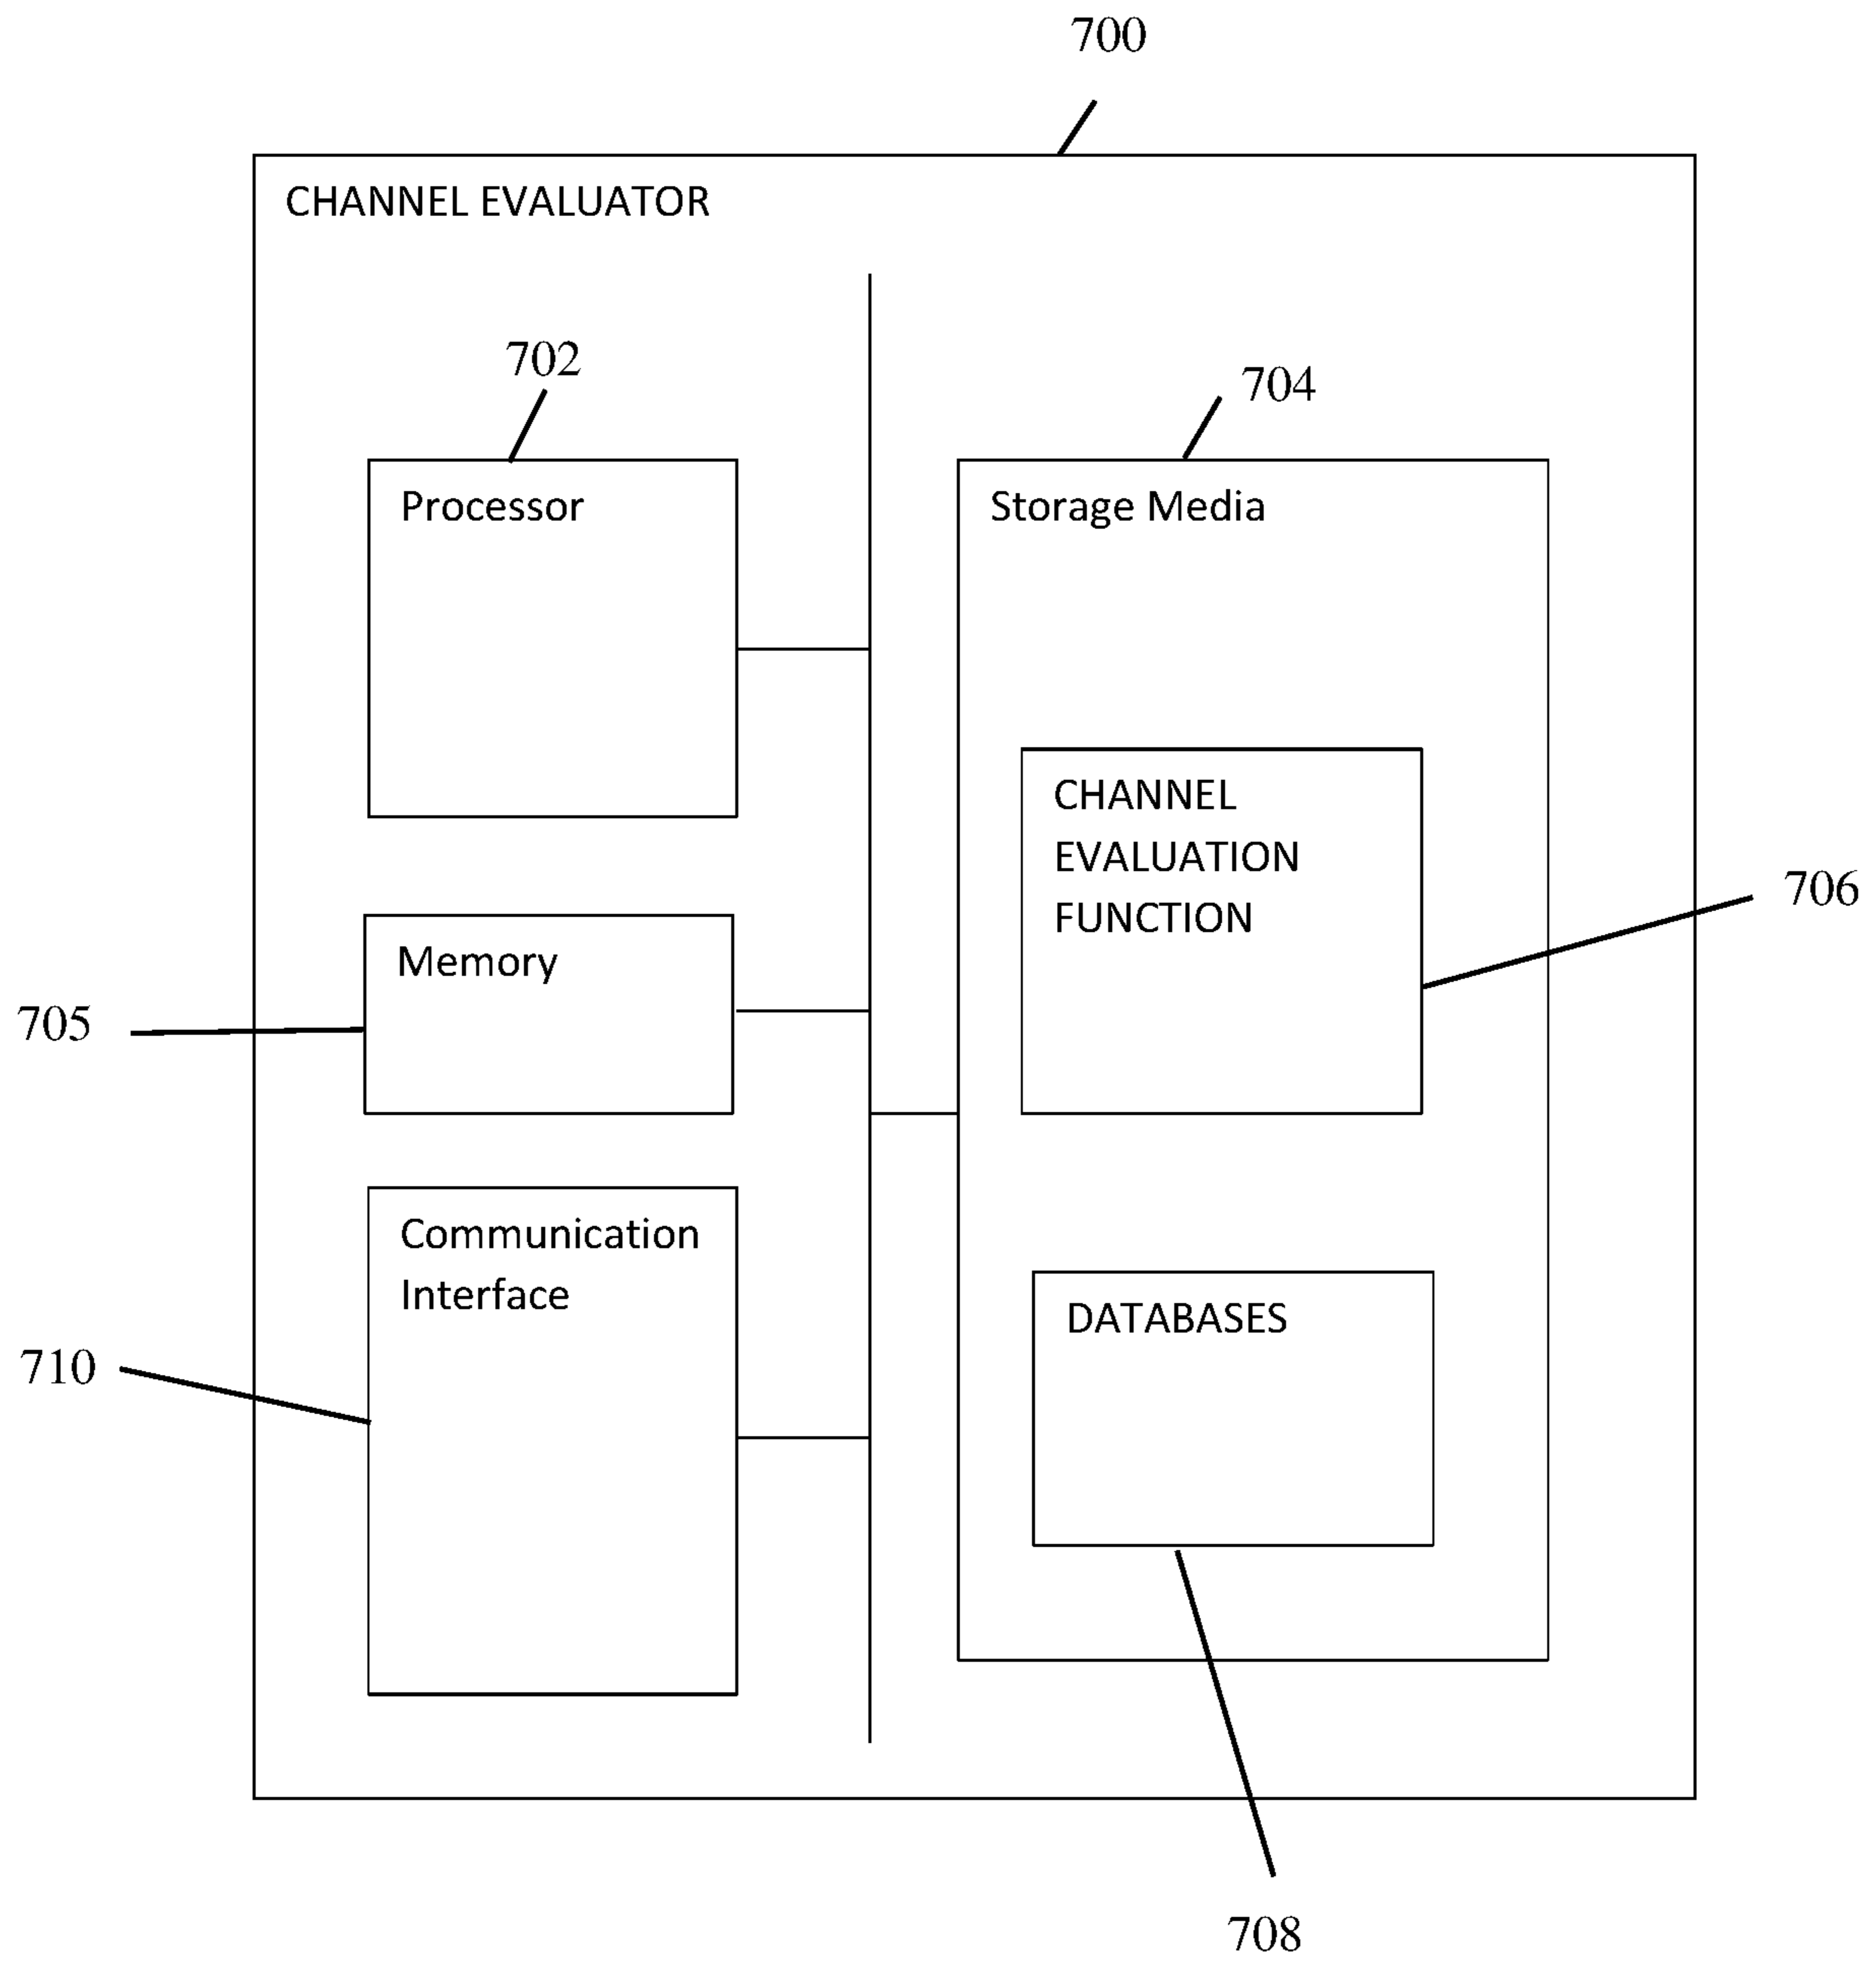 700
CHANNEL EVALUATOR
702
704
Processor
Storage Media
CHANNEL
EVALUATION
FUNCTION
706
Memory
705
Communication
Interface
DATABASES
710
708